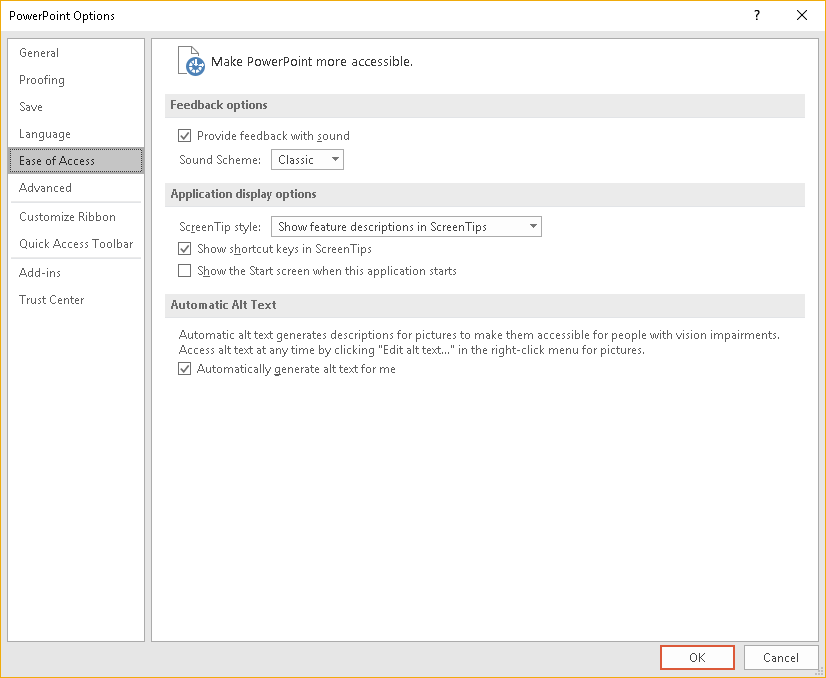 PowerPoint Options
?
General
Proofing
Save
Language
Ease of Access
Advanced
Customize Ribbon
Quick Access Toolbar
Add-ins
Trust Center
Make PowerPoint more accessible.
Feedback options
Provide feedback with sound
Sound Scheme: Classic
Application display options
ScreenTip style: Show feature descriptions in ScreenTips
Show shortcut keys in ScreenTips
Show the Start screen when this application starts
Automatic Alt Text
Automatic alt text generates descriptions for pictures to make them accessible for people with vision impairments.
Access alt text at any time by clicking "Edit alt text..." in the right-click menu for pictures.
Automatically generate alt text for me
OK Cancel